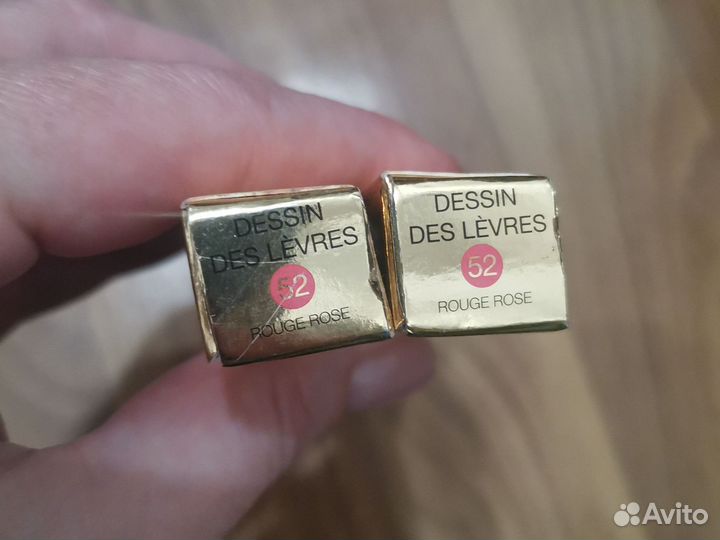 DESSIN
DES LÈVRES
52
ROUGE ROSE
DESSIN
DES LÈVRES
52
ROUGE ROSE
Avito